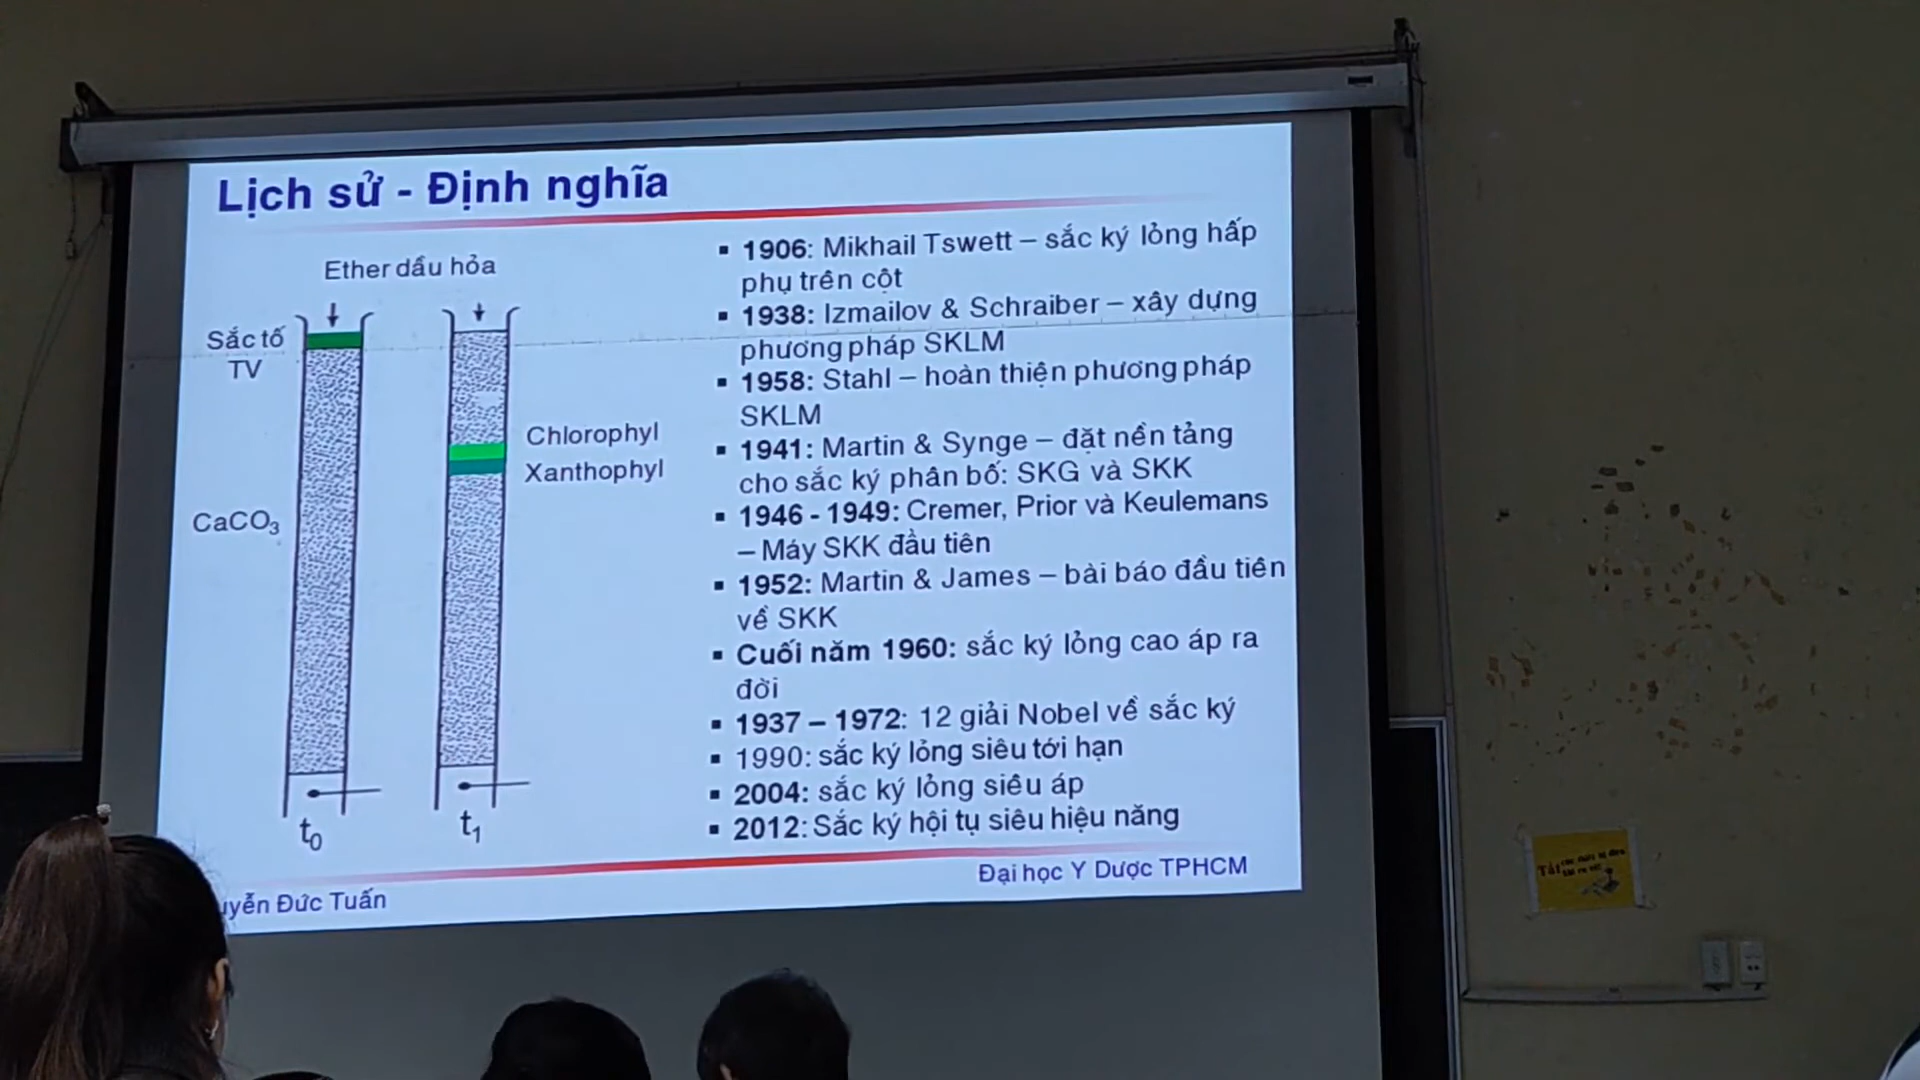 Lịch sử - Định nghĩa
Ether dầu hỏa
Sắc tố
TV
Chlorophyl
Xanthophyl
CaCO3
t0
t1
▪ 1906: Mikhail Tswett – sắc ký lỏng hấp
phụ trên cột
▪ 1938: Izmailov & Schraiber – xây dựng
phương pháp SKLM
▪ 1958: Stahl – hoàn thiện phương pháp
SKLM
▪ 1941: Martin & Synge – đặt nền tảng
cho sắc ký phân bố: SKG và SKK
▪ 1946 - 1949: Cremer, Prior và Keulemans
– Máy SKK đầu tiên
▪ 1952: Martin & James – bài báo đầu tiên
về SKK
▪ Cuối năm 1960: sắc ký lỏng cao áp ra
đời
▪ 1937 – 1972: 12 giải Nobel về sắc ký
▪ 1990: sắc ký lỏng siêu tới hạn
▪ 2004: sắc ký lỏng siêu áp
▪ 2012: Sắc ký hội tụ siêu hiệu năng
Đức Tuấn
Đại học Y Dược TPHCM